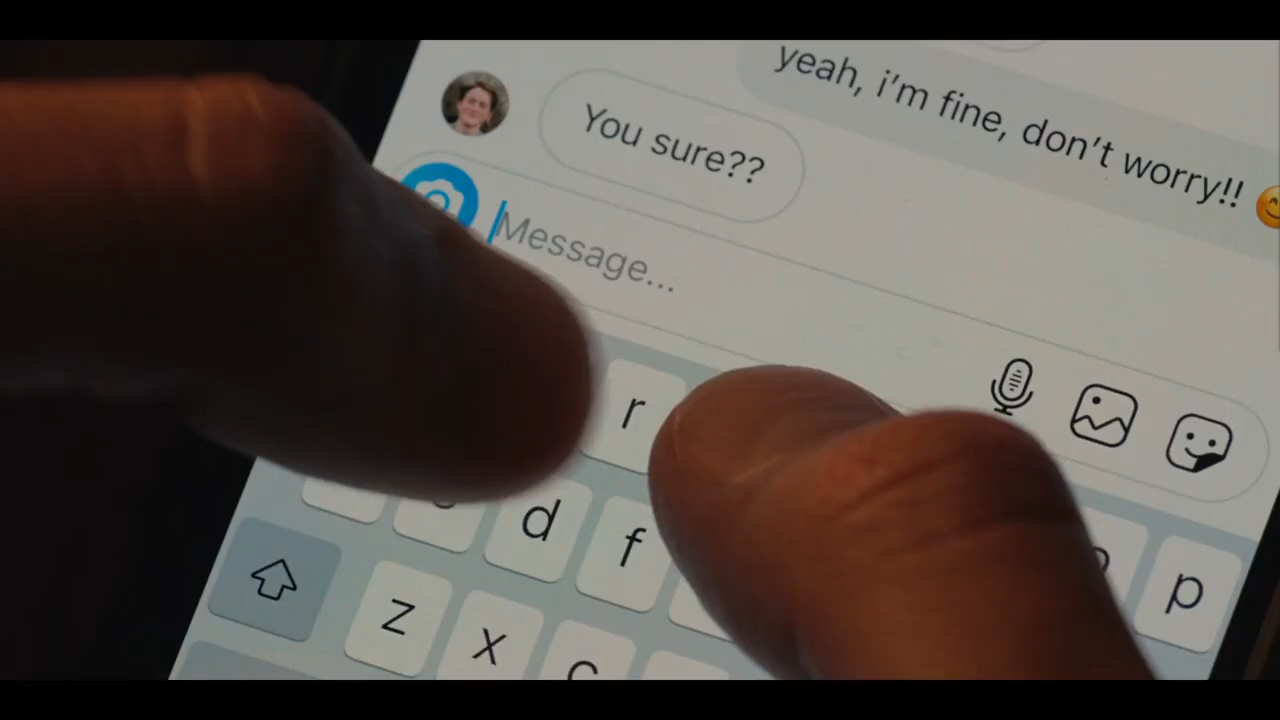 yeah, i'm fine, don't worry!! 😊
You sure??
Message...
r
p
d
f
z
x
c